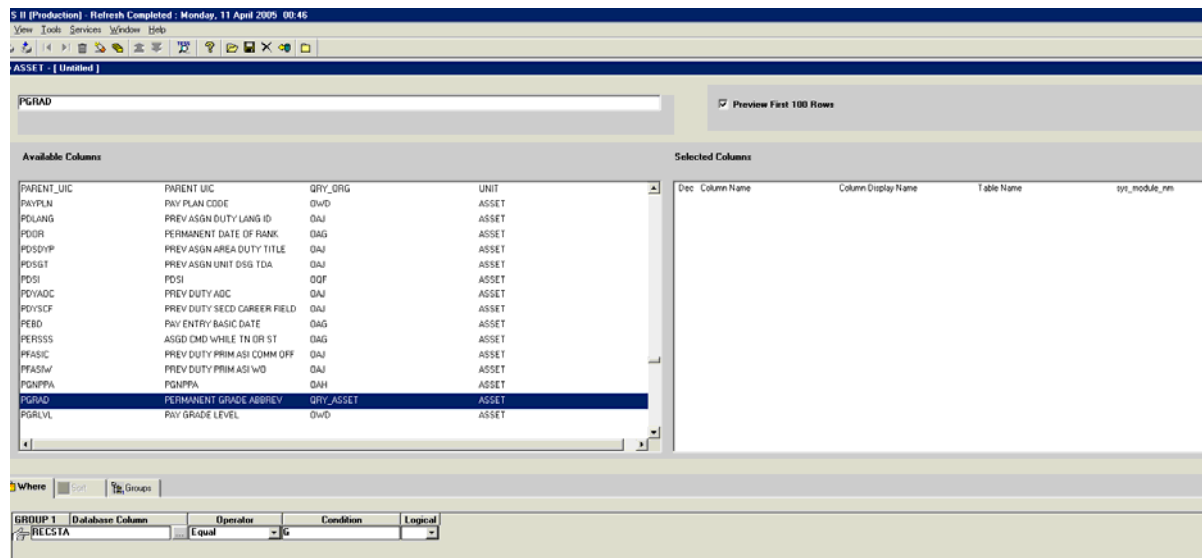 S II [Production] - Refresh Completed : Monday, 11 April 2005 00:46
View Tools Services Window Help
ASSET - [ Untitled ]
PGRAD
Preview First 100 Rows
Available Columns
Selected Columns
Dec Column Name Column Display Name Table Name sys_module_nm
PARENT_UIC PARENT UIC QRY_ORG UNIT
PAYPLN PAY PLAN CODE OWD ASSET
PDLANG PREV ASGN DUTY LANG ID OAJ ASSET
PDOR PERMANENT DATE OF RANK OAG ASSET
PDSDYP PREV ASGN AREA DUTY TITLE OAJ ASSET
PDSGT PREV ASGN UNIT DSG TDA OAJ ASSET
PDSI PDSI OQF ASSET
PDYAOC PREV DUTY AOC OAJ ASSET
PDYSCF PREV DUTY SECD CAREER FIELD OAJ ASSET
PEBD PAY ENTRY BASIC DATE OAG ASSET
PERSSS ASGD CMD WHILE TN OR ST OAG ASSET
PFASIC PREV DUTY PRIM ASI COMM OFF OAJ ASSET
PFASIW PREV DUTY PRIM ASI WO OAJ ASSET
PGNPPA PGNPPA OAH ASSET
PGRAD PERMANENT GRADE ABBREV QRY_ASSET ASSET
PGRLVL PAY GRADE LEVEL OWD ASSET
Where Sort Groups
GROUP 1 Database Column Operator Condition Logical
RECSTA ... Equal G